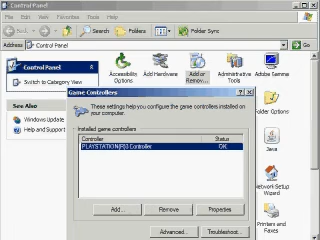 Control Panel
File Edit View Favorites Tools Help
Back Search Folders Folder Sync
Address Control Panel Go
Control Panel
Switch to Category View
See Also
Windows Update
Help and Support
Accessibility Options
Add Hardware
Add or Remov...
Administrative Tools
Adobe Gamma
Game Controllers
These settings help you configure the game controllers installed on your computer.
Installed game controllers
Controller Status
PLAYSTATION(R)3 Controller OK
Add... Remove Properties
Advanced... Troubleshoot...
Folder Options
Java
Network Setup Wizard
Printers and Faxes